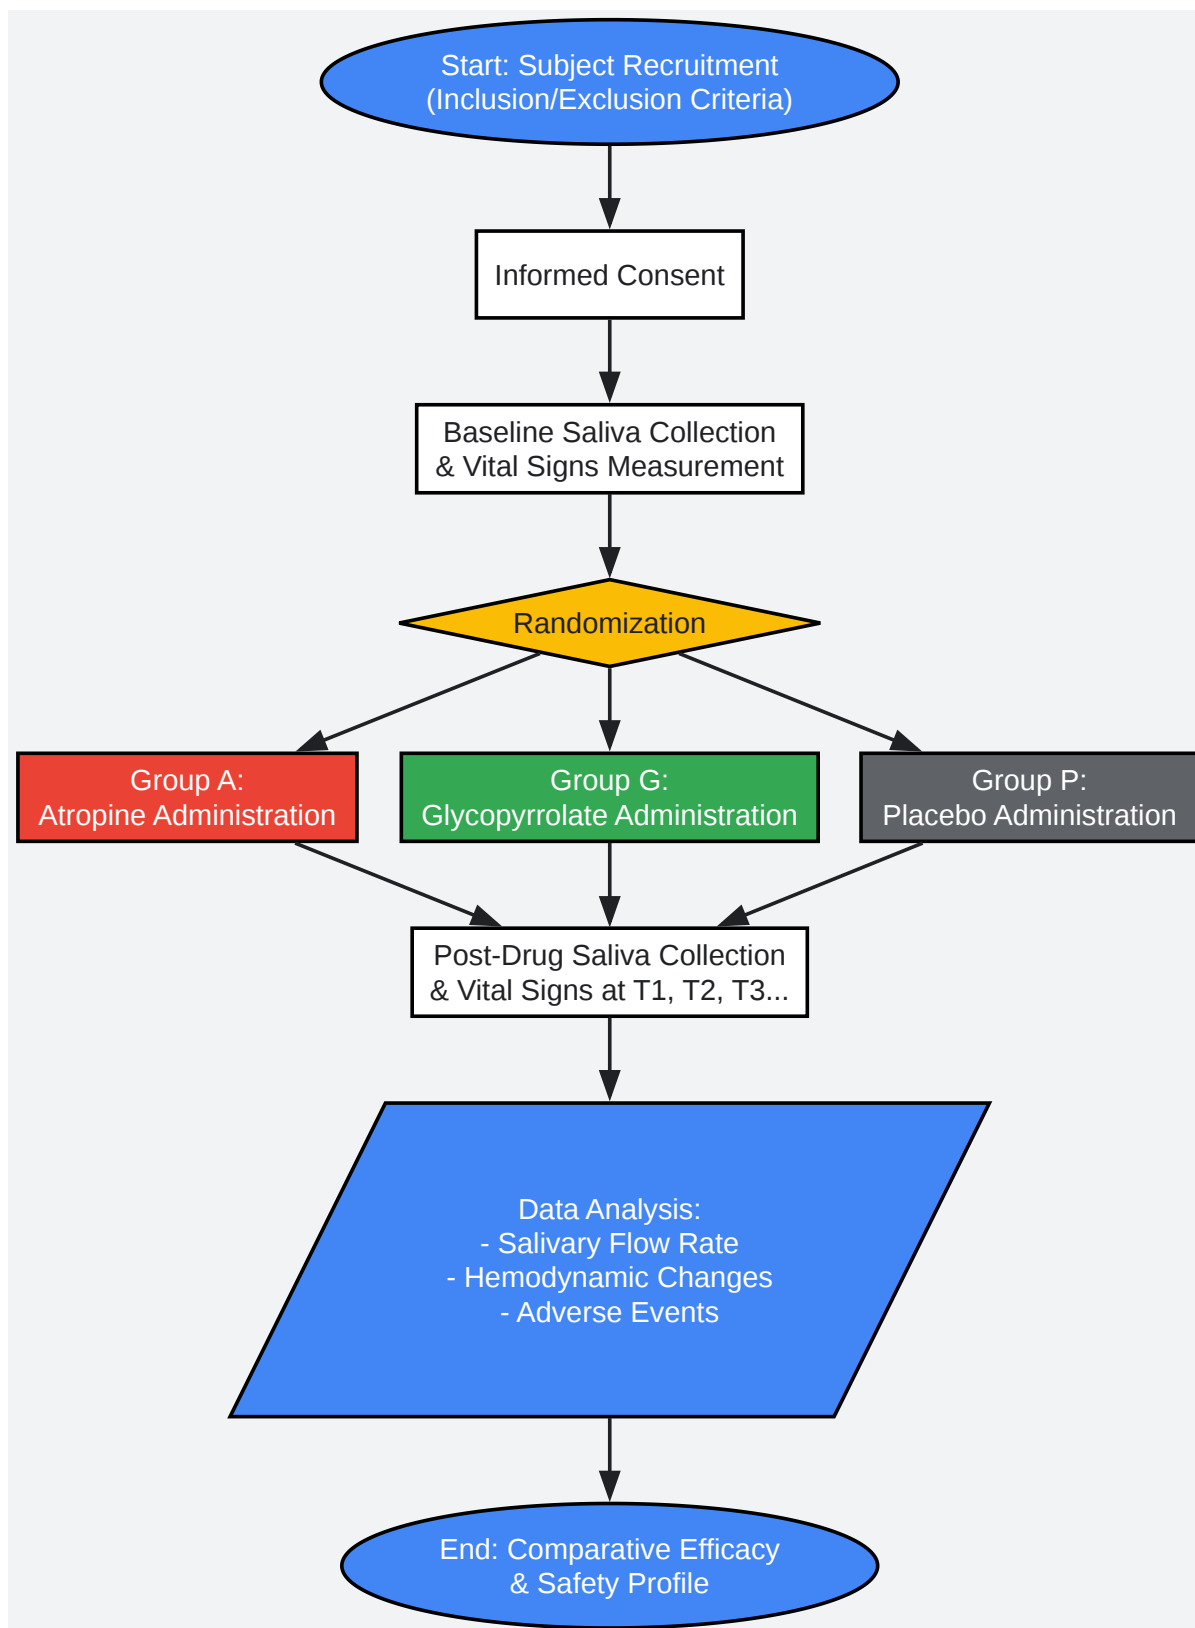 Start: Subject Recruitment
(Inclusion/Exclusion Criteria)
Informed Consent
Baseline Saliva Collection
& Vital Signs Measurement
Randomization
Group A:
Atropine Administration
Group G:
Glycopyrrolate Administration
Group P:
Placebo Administration
Post-Drug Saliva Collection
& Vital Signs at T1, T2, T3...
Data Analysis:
- Salivary Flow Rate
- Hemodynamic Changes
- Adverse Events
End: Comparative Efficacy
& Safety Profile